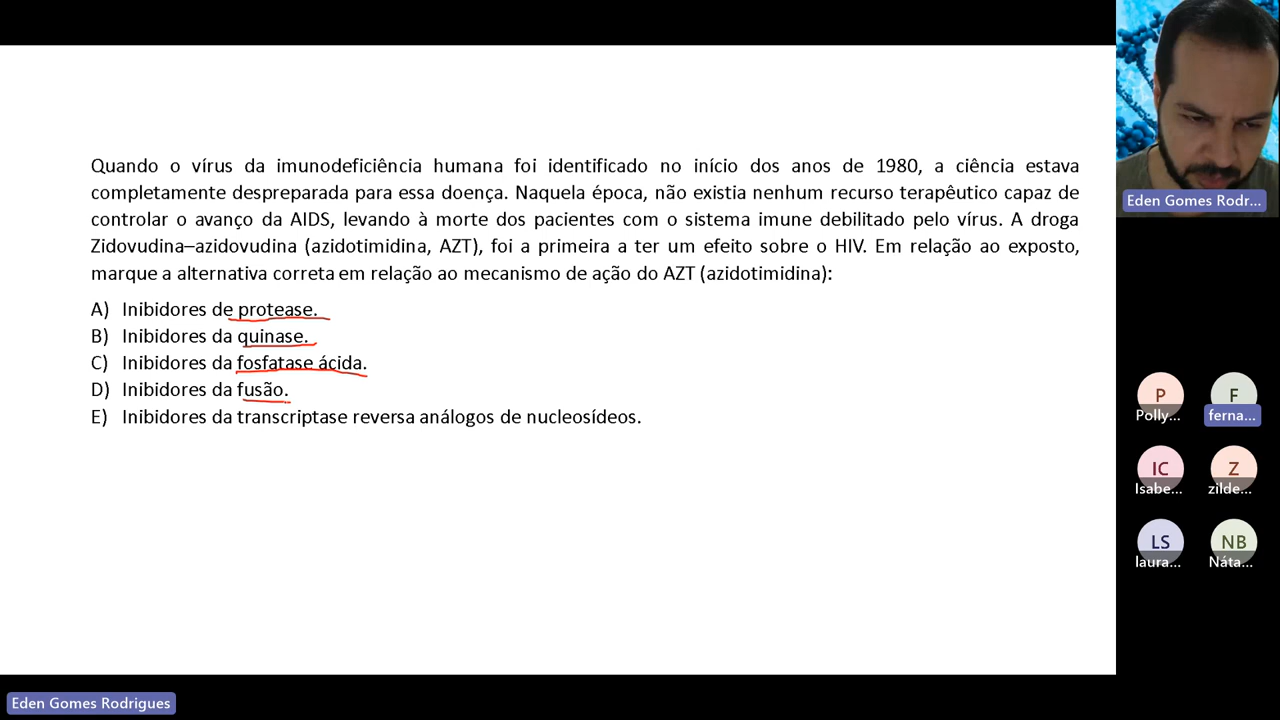 Quando o vírus da imunodeficiência humana foi identificado no início dos anos de 1980, a ciência estava
completamente despreparada para essa doença. Naquela época, não existia nenhum recurso terapêutico capaz de
controlar o avanço da AIDS, levando à morte dos pacientes com o sistema imune debilitado pelo vírus. A droga
Zidovudina–azidovudina (azidotimidina, AZT), foi a primeira a ter um efeito sobre o HIV. Em relação ao exposto,
marque a alternativa correta em relação ao mecanismo de ação do AZT (azidotimidina):
A) Inibidores de protease.
B) Inibidores da quinase.
C) Inibidores da fosfatase ácida.
D) Inibidores da fusão.
E) Inibidores da transcriptase reversa análogos de nucleosídeos.
Eden Gomes Rodr...
P
Polly...
F
ferna...
IC
Isabe...
Z
zilde...
LS
laura...
NB
Náta...
Eden Gomes Rodrigues